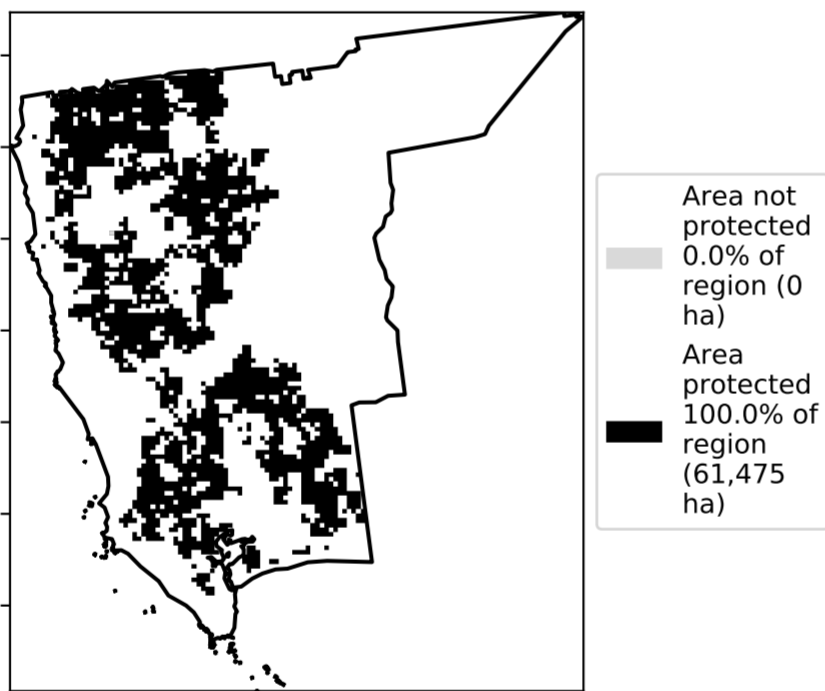 Area not
protected
0.0% of
region (0
ha)
Area
protected
100.0% of
region
(61,475
ha)